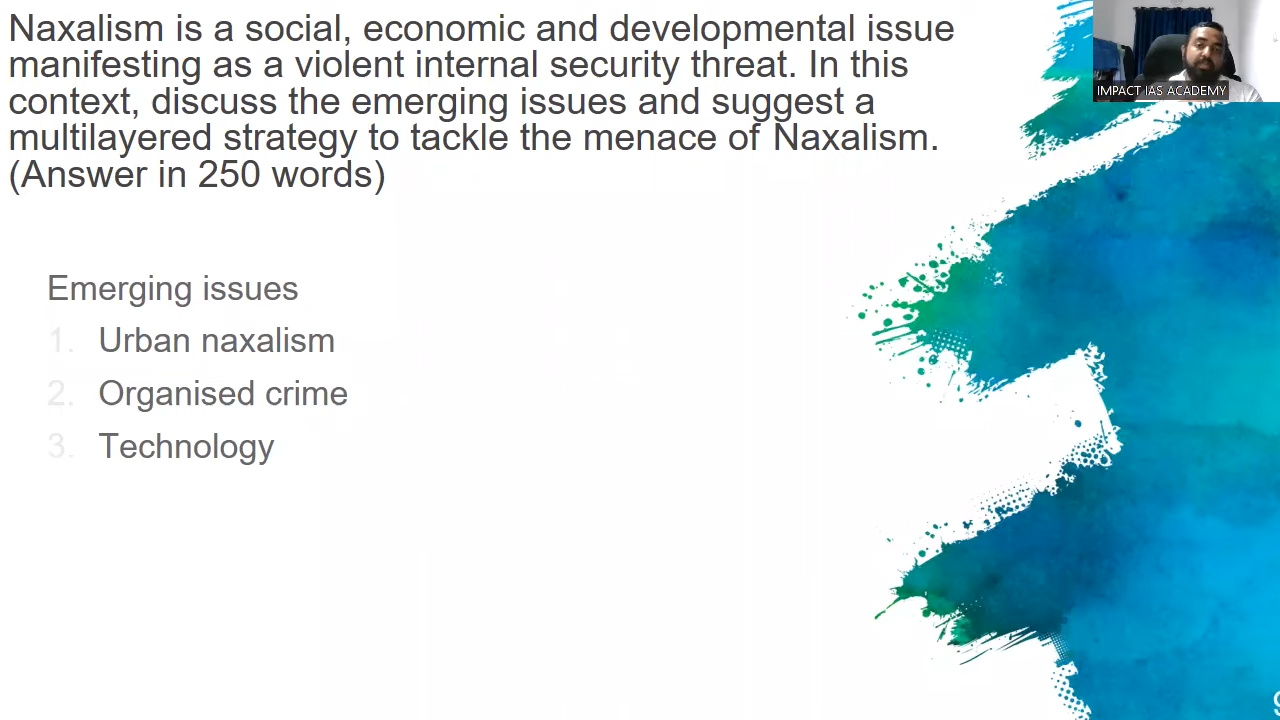 Naxalism is a social, economic and developmental issue
manifesting as a violent internal security threat. In this
context, discuss the emerging issues and suggest a
multilayered strategy to tackle the menace of Naxalism.
(Answer in 250 words)
IMPACT IAS ACADEMY
Emerging issues
1. Urban naxalism
2. Organised crime
3. Technology